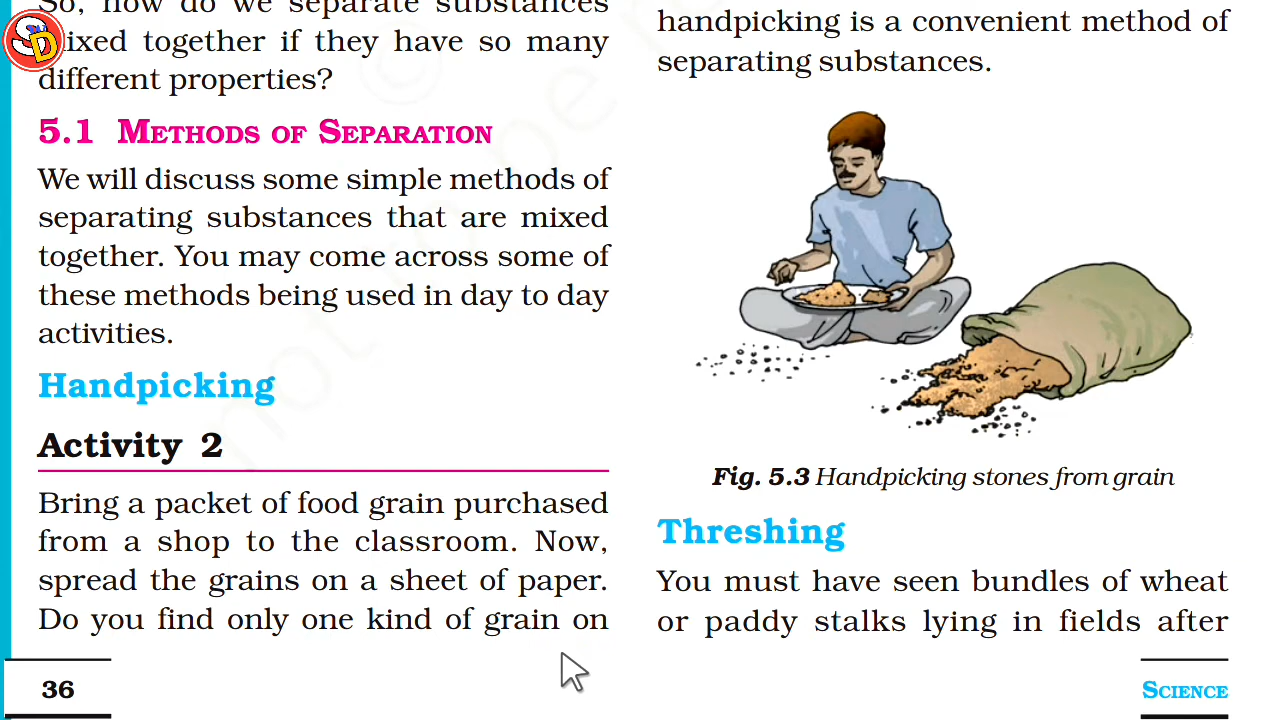 So, how do we separate substances
mixed together if they have so many
different properties?
5.1 METHODS OF SEPARATION
We will discuss some simple methods of
separating substances that are mixed
together. You may come across some of
these methods being used in day to day
activities.
Handpicking
Activity 2
Bring a packet of food grain purchased
from a shop to the classroom. Now,
spread the grains on a sheet of paper.
Do you find only one kind of grain on
36
handpicking is a convenient method of
separating substances.
Fig. 5.3 Handpicking stones from grain
Threshing
You must have seen bundles of wheat
or paddy stalks lying in fields after
SCIENCE
SD